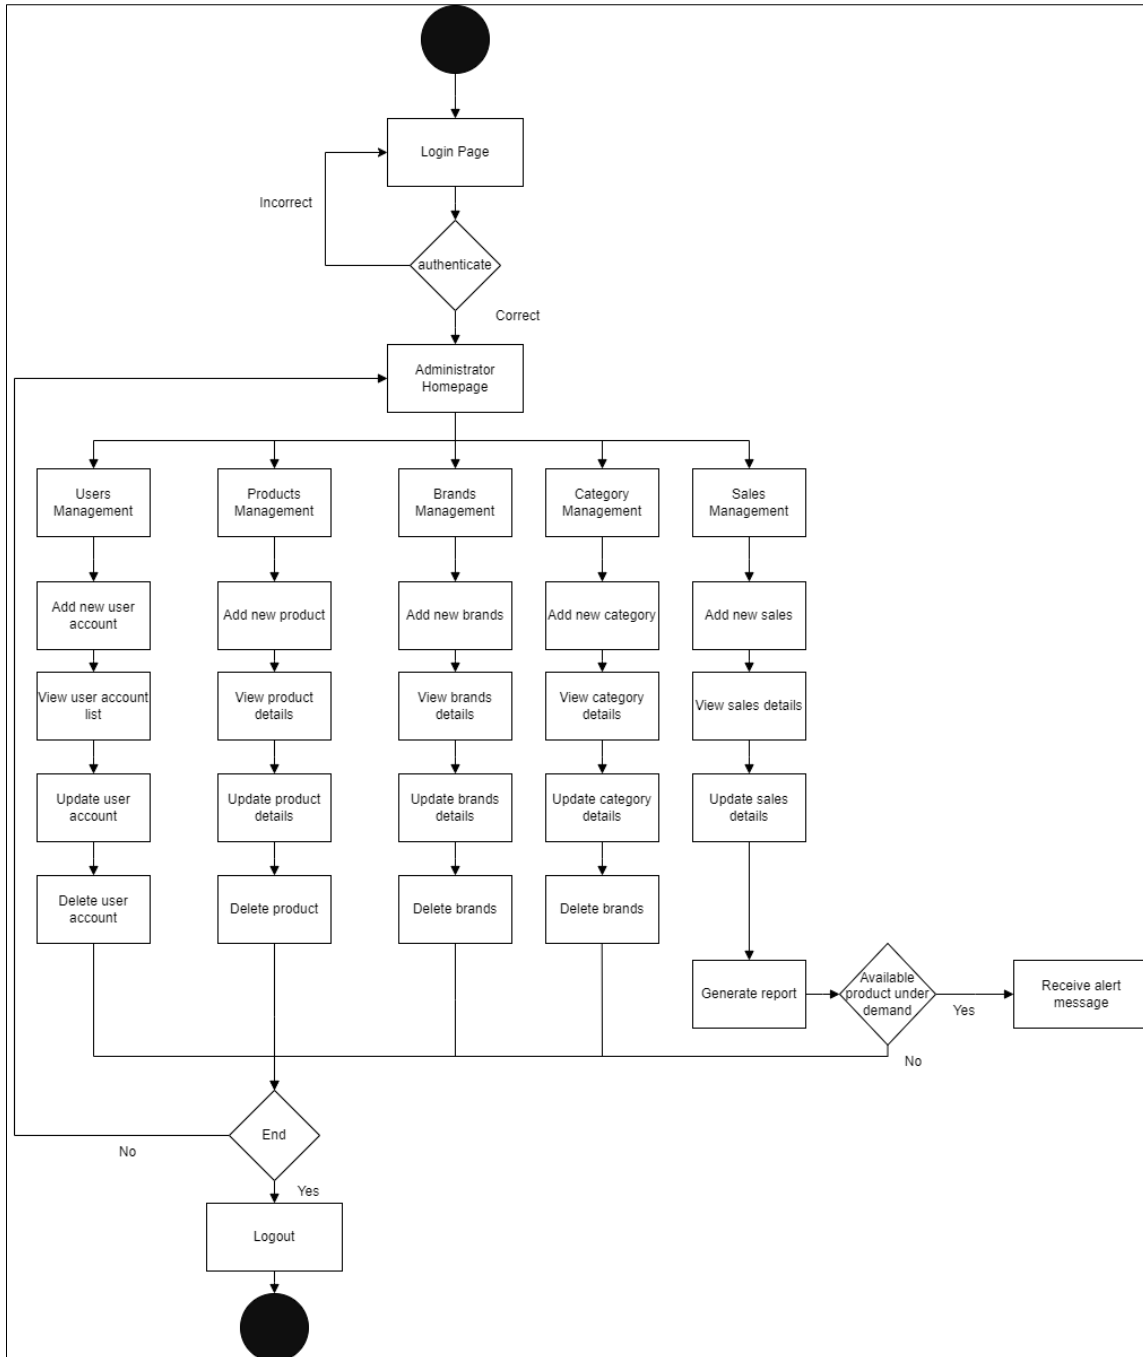 Login Page
Incorrect
authenticate
Correct
Administrator
Homepage
Users
Management
Products
Management
Brands
Management
Category
Management
Sales
Management
Add new user
account
Add new product
Add new brands
Add new category
Add new sales
View user account
list
View product
details
View brands
details
View category
details
View sales details
Update user
account
Update product
details
Update brands
details
Update category
details
Update sales
details
Delete user
account
Delete product
Delete brands
Delete brands
Generate report
Available
product under
demand
Yes
Receive alert
message
No
End
No
Yes
Logout